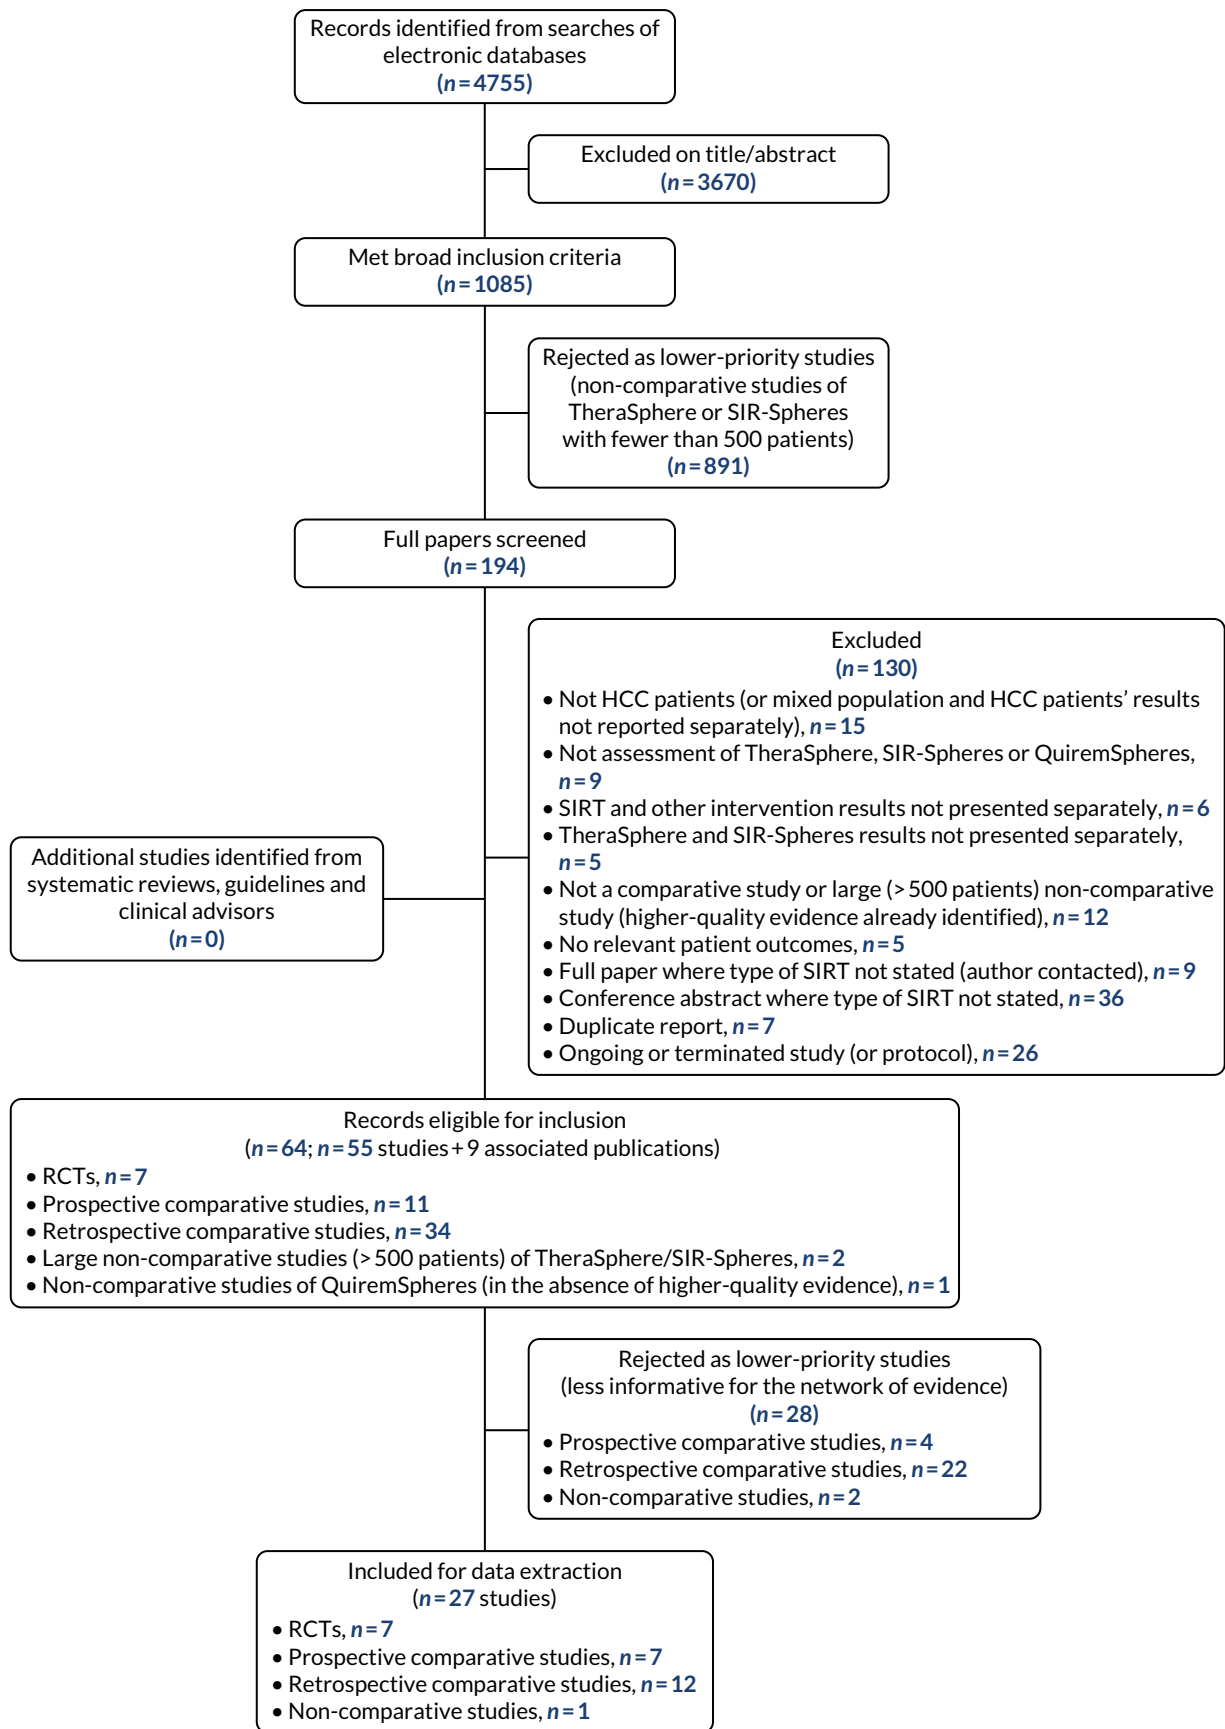 Records identified from searches of
electronic databases
(n=4755)
Excluded on title/abstract
(n=3670)
Met broad inclusion criteria
(n=1085)
Rejected as lower-priority studies
(non-comparative studies of
TheraSphere or SIR-Spheres
with fewer than 500 patients)
(n=891)
Full papers screened
(n=194)
Excluded
(n=130)
• Not HCC patients (or mixed population and HCC patients’ results
not reported separately), n=15
• Not assessment of TheraSphere, SIR-Spheres or QuiremSpheres,
n=9
• SIRT and other intervention results not presented separately, n=6
• TheraSphere and SIR-Spheres results not presented separately,
n=5
• Not a comparative study or large (>500 patients) non-comparative
study (higher-quality evidence already identified), n=12
• No relevant patient outcomes, n=5
• Full paper where type of SIRT not stated (author contacted), n=9
• Conference abstract where type of SIRT not stated, n=36
• Duplicate report, n=7
• Ongoing or terminated study (or protocol), n=26
Additional studies identified from
systematic reviews, guidelines and
clinical advisors
(n=0)
Records eligible for inclusion
(n=64; n=55 studies+9 associated publications)
• RCTs, n=7
• Prospective comparative studies, n=11
• Retrospective comparative studies, n=34
• Large non-comparative studies (>500 patients) of TheraSphere/SIR-Spheres, n=2
• Non-comparative studies of QuiremSpheres (in the absence of higher-quality evidence), n=1
Rejected as lower-priority studies
(less informative for the network of evidence)
(n=28)
• Prospective comparative studies, n=4
• Retrospective comparative studies, n=22
• Non-comparative studies, n=2
Included for data extraction
(n=27 studies)
• RCTs, n=7
• Prospective comparative studies, n=7
• Retrospective comparative studies, n=12
• Non-comparative studies, n=1